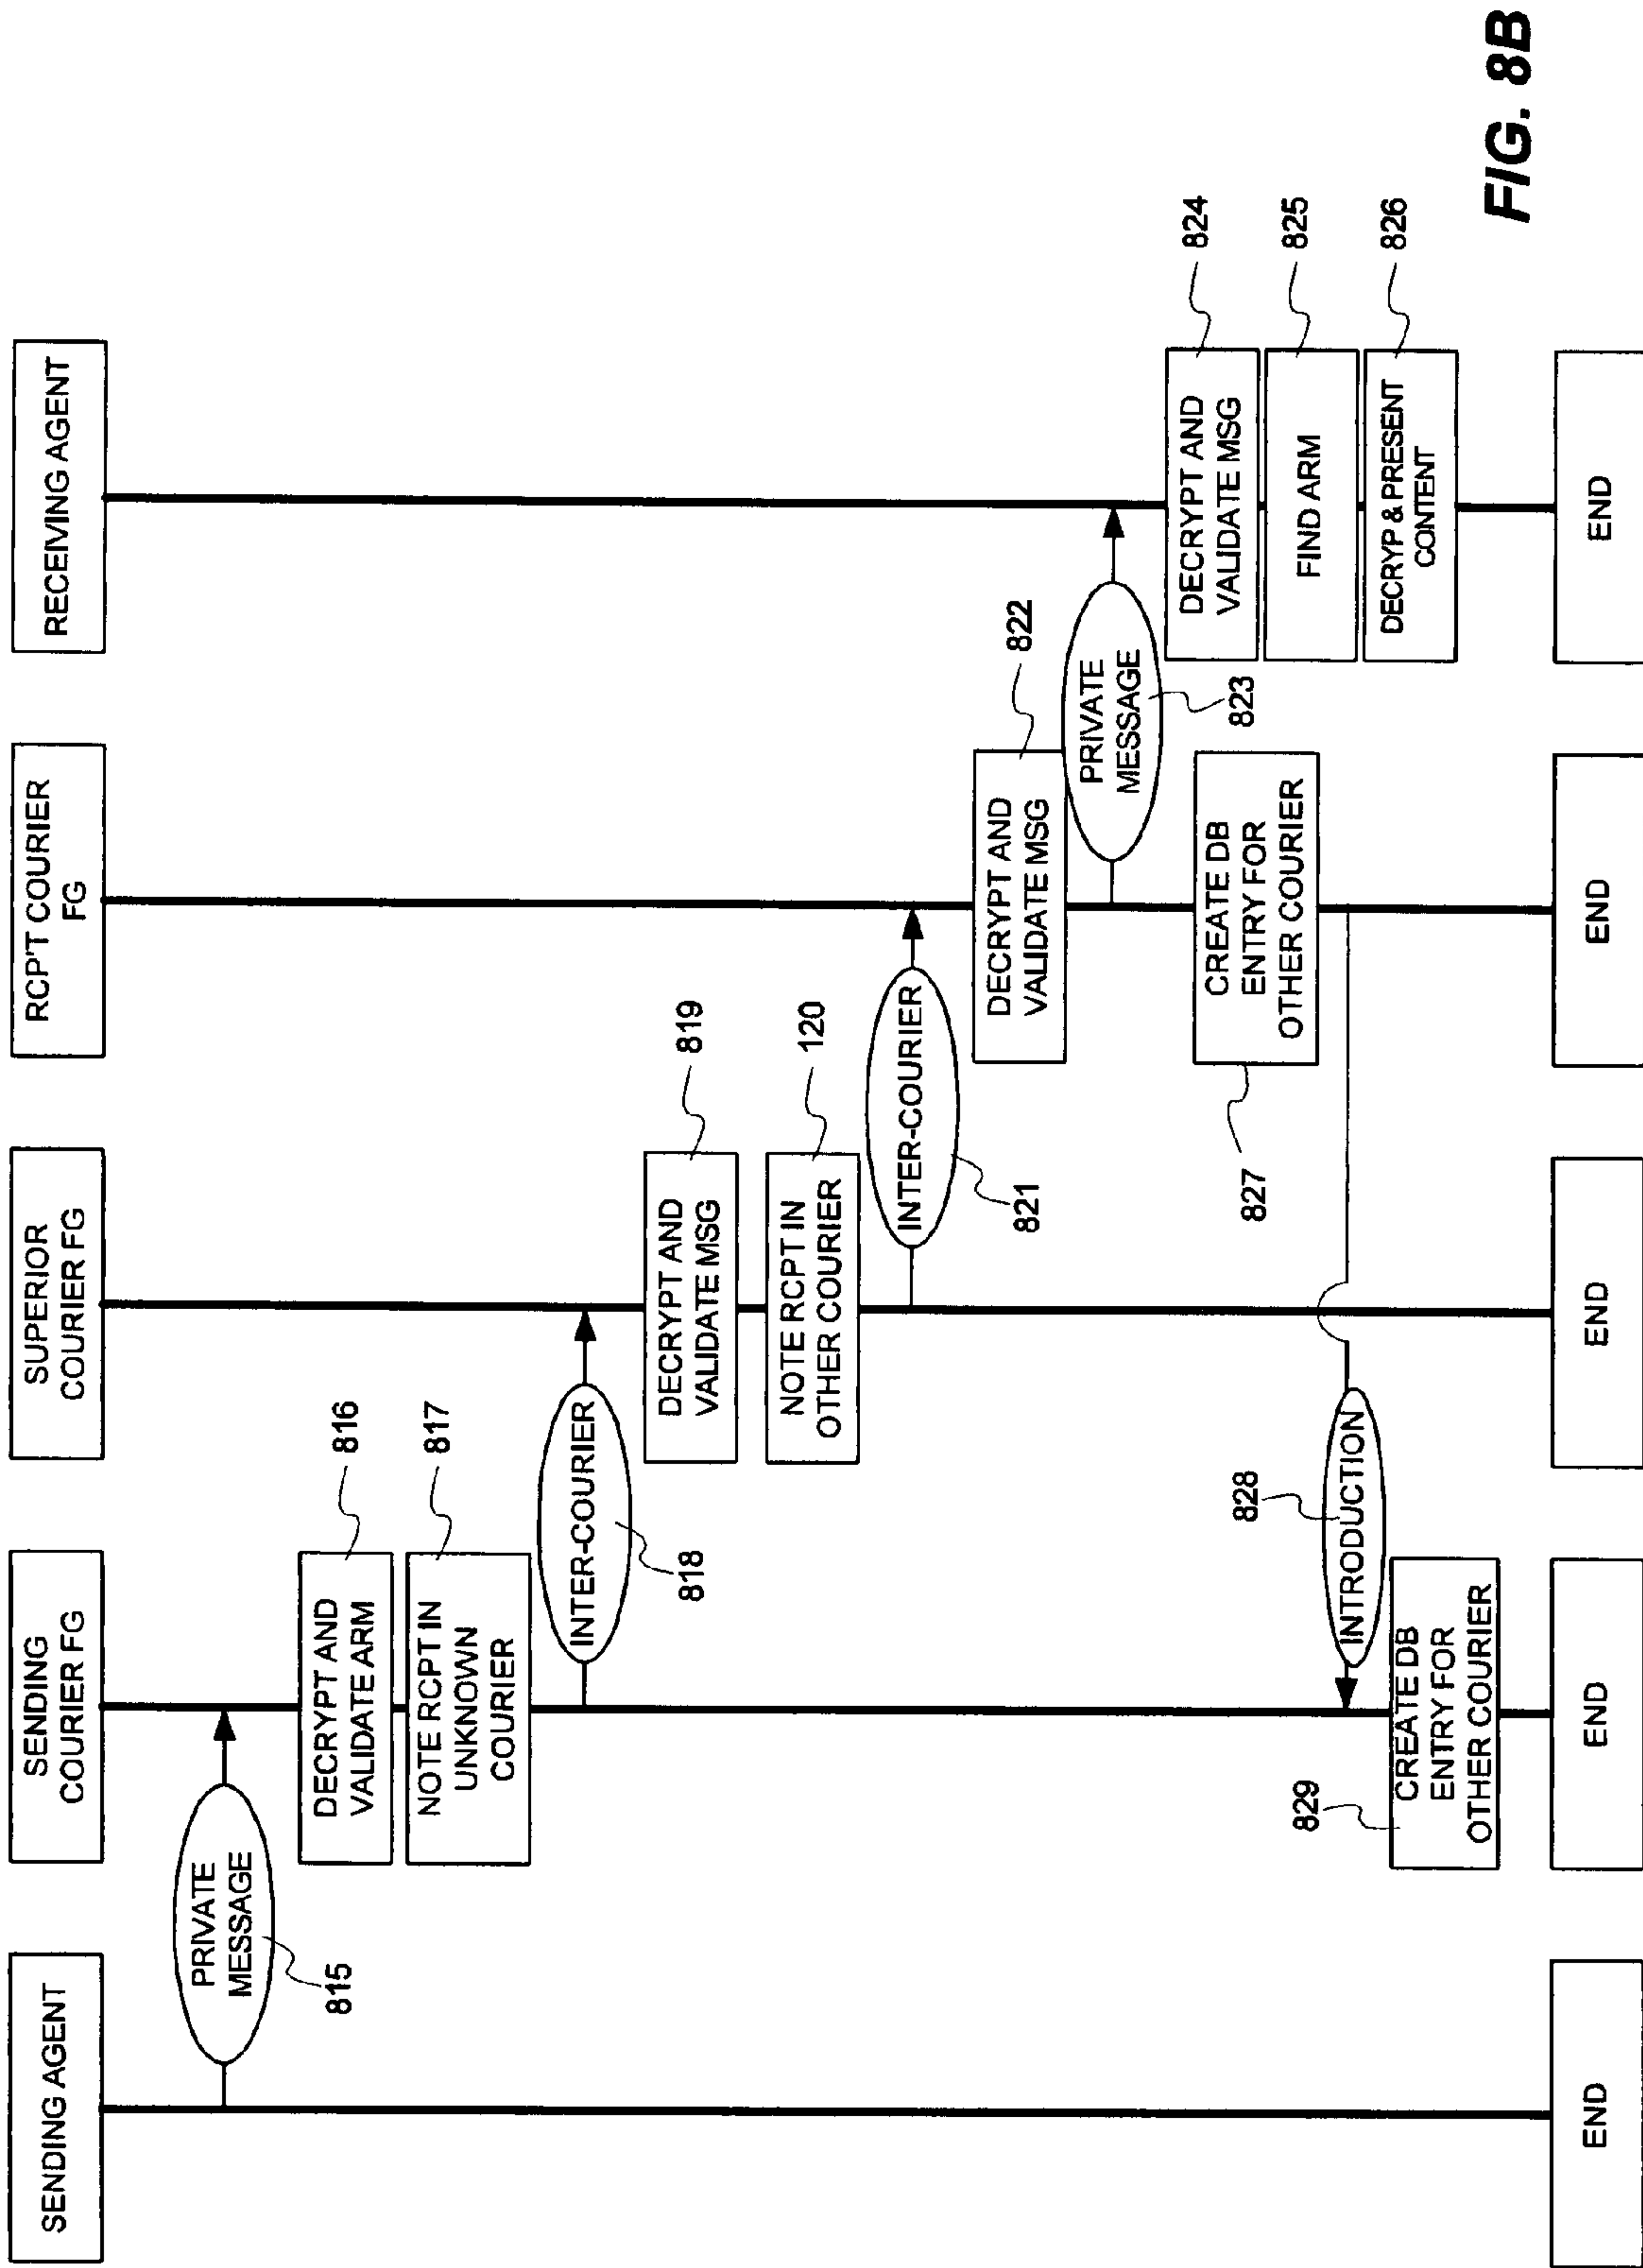 SENDING AGENT
SENDING
COURIER FG
SUPERIOR
COURIER FG
RCP'T COURIER
FG
RECEIVING AGENT
PRIVATE
MESSAGE
815
DECRYPT AND
VALIDATE ARM
816
NOTE RCPT IN
UNKNOWN
COURIER
817
INTER-COURIER
818
DECRYPT AND
VALIDATE MSG
819
NOTE RCPT IN
OTHER COURIER
120
INTER-COURIER
821
DECRYPT AND
VALIDATE MSG
822
PRIVATE
MESSAGE
823
DECRYPT AND
VALIDATE MSG
824
FIND ARM
825
DECRYP & PRESENT
CONTENT
826
CREATE DB
ENTRY FOR
OTHER COURIER
827
INTRODUCTION
828
CREATE DB
ENTRY FOR
OTHER COURIER
829
END
END
END
END
END
FIG. 8B